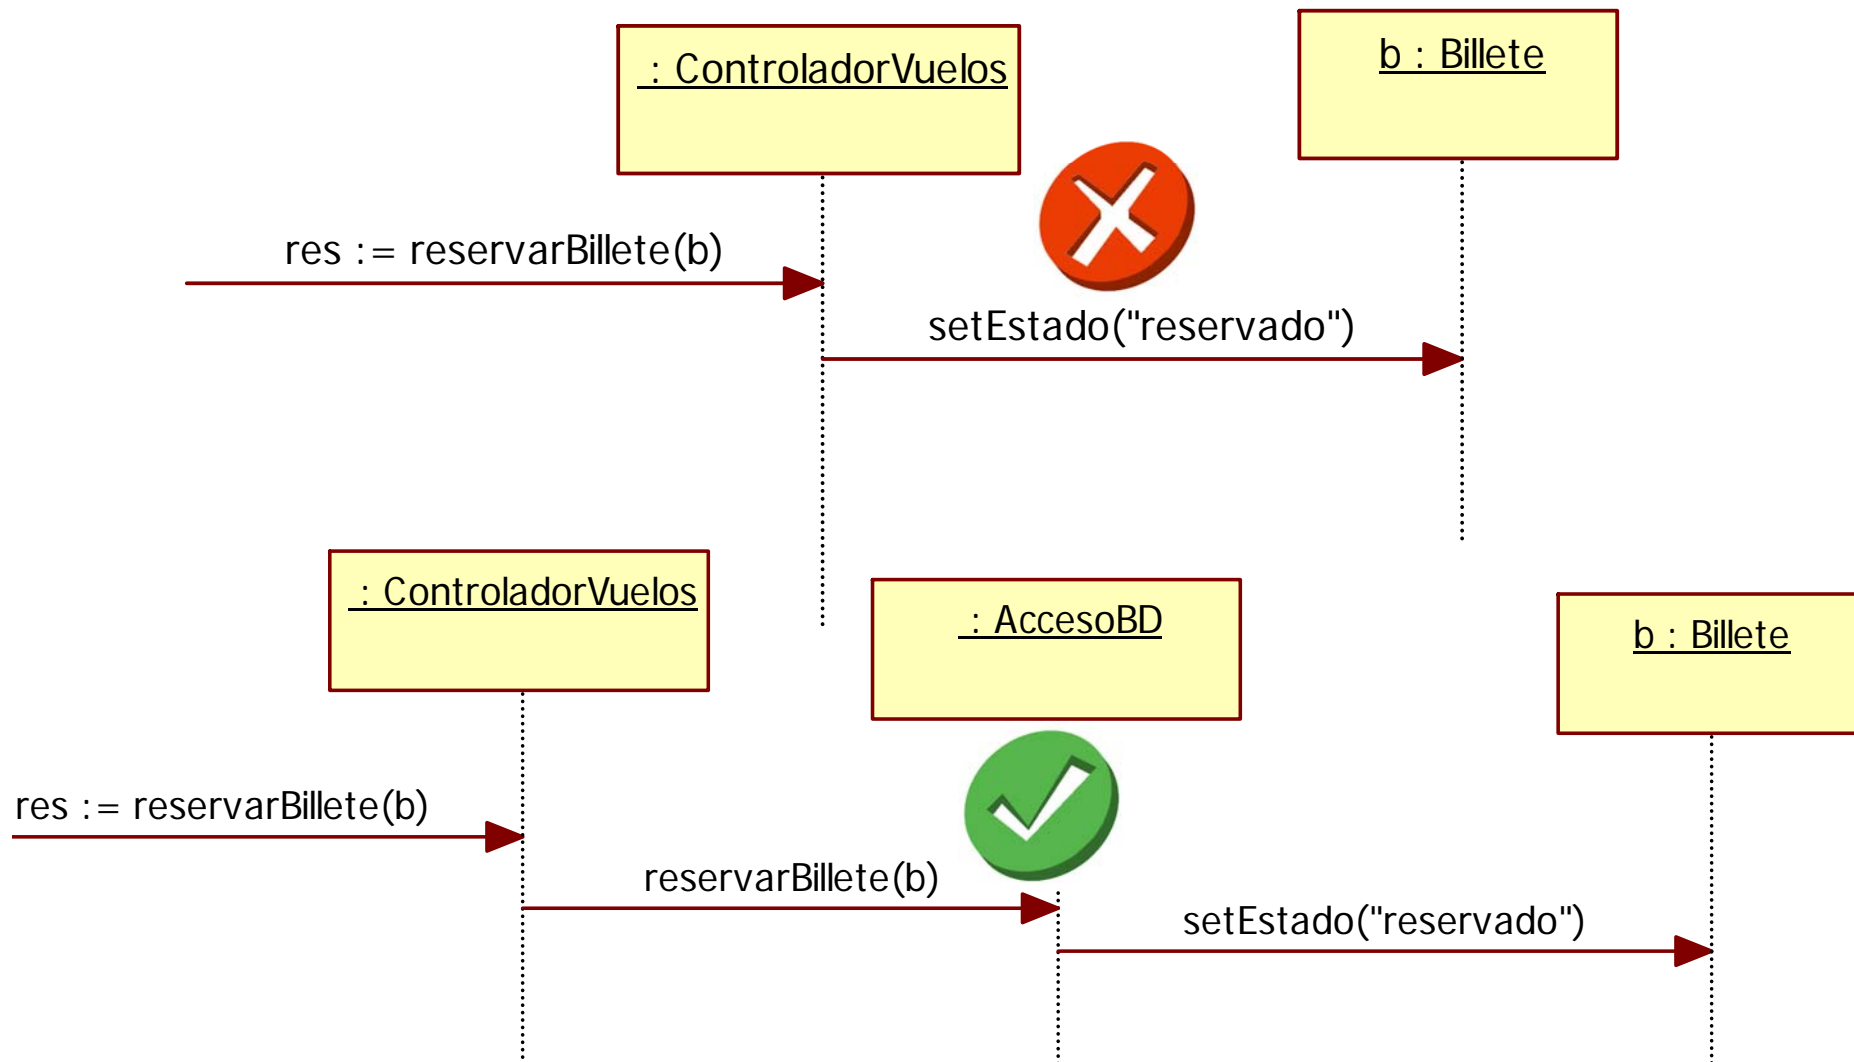 : ControladorVuelos
b : Billete
res := reservarBillete(b)
setEstado("reservado")
: ControladorVuelos
: AccesoBD
b : Billete
res := reservarBillete(b)
reservarBillete(b)
setEstado("reservado")